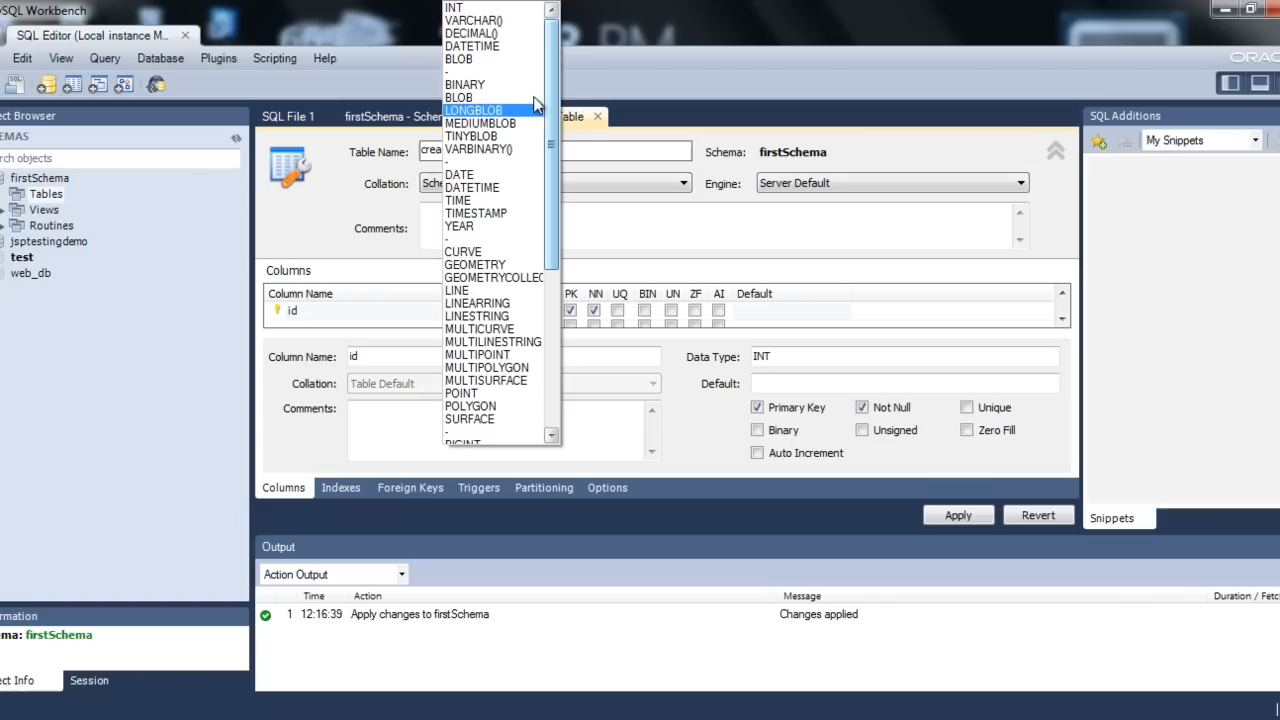 ySQL Workbench
PM
SQL Editor (Local instance M...
Edit View Query Database Plugins Scripting Help
ORAC
ect Browser
EMAS
rch objects
firstSchema
Tables
Views
Routines
jsptestingdemo
test
web_db
ormation
ema: firstSchema
ect Info Session
SQL File 1 firstSchema - Scher able
Table Name: crea Schema: firstSchema
Collation: Sche Engine: Server Default
Comments:
Columns
Column Name PK NN UQ BIN UN ZF AI Default
id
Column Name: id Data Type: INT
Collation: Table Default Default:
Comments:
Primary Key Not Null Unique
Binary Unsigned Zero Fill
Auto Increment
INT
VARCHAR()
DECIMAL()
DATETIME
BLOB
-
BINARY
BLOB
LONGBLOB
MEDIUMBLOB
TINYBLOB
VARBINARY()
-
DATE
DATETIME
TIME
TIMESTAMP
YEAR
-
CURVE
GEOMETRY
GEOMETRYCOLLEC
LINE
LINEARRING
LINESTRING
MULTICURVE
MULTILINESTRING
MULTIPOINT
MULTIPOLYGON
MULTISURFACE
POINT
POLYGON
SURFACE
-
BIGINT
Columns Indexes Foreign Keys Triggers Partitioning Options
Apply Revert
SQL Additions
My Snippets
Snippets
Output
Action Output
Time Action Message Duration / Fetc
1 12:16:39 Apply changes to firstSchema Changes applied